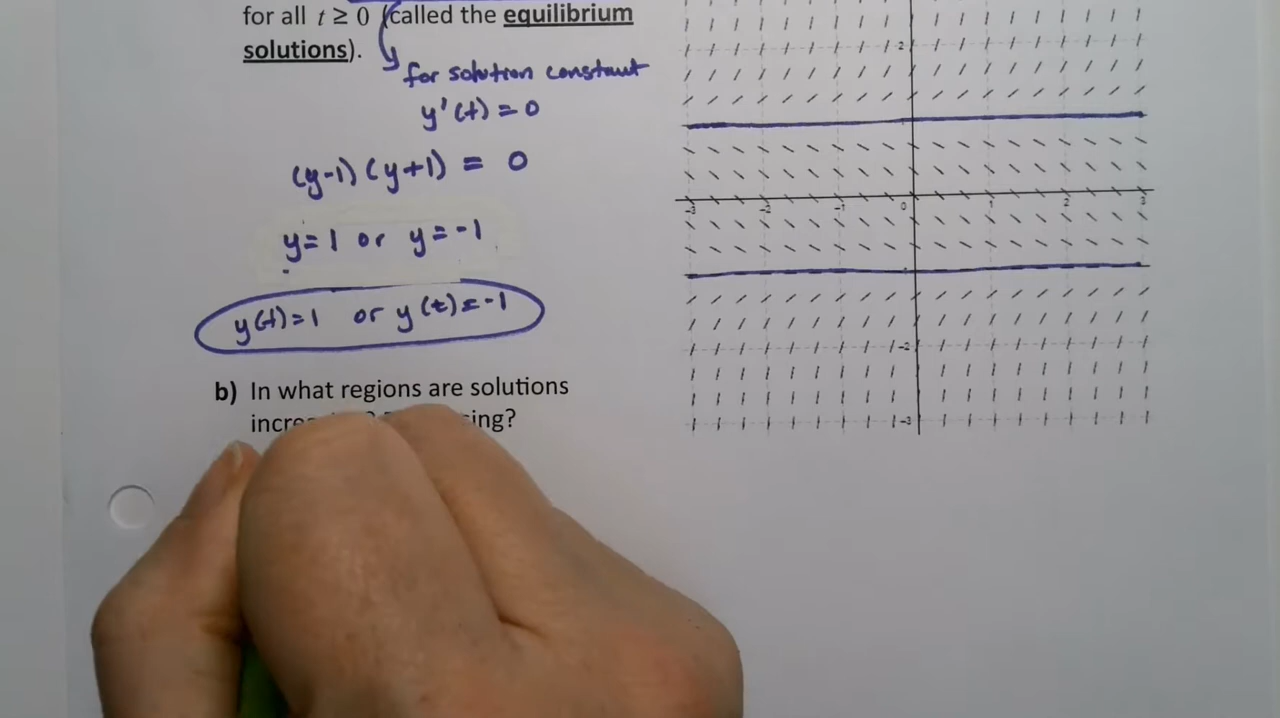 for all t ≥ 0 (called the equilibrium
solutions).
for solution constant
y'(t) = 0
(y-1) (y+1) = 0
y=1 or y=-1
y(t)=1 or y(t)=-1
b) In what regions are solutions
ing?
2
-3 -2 -1 0 1 2 3
-2
-3